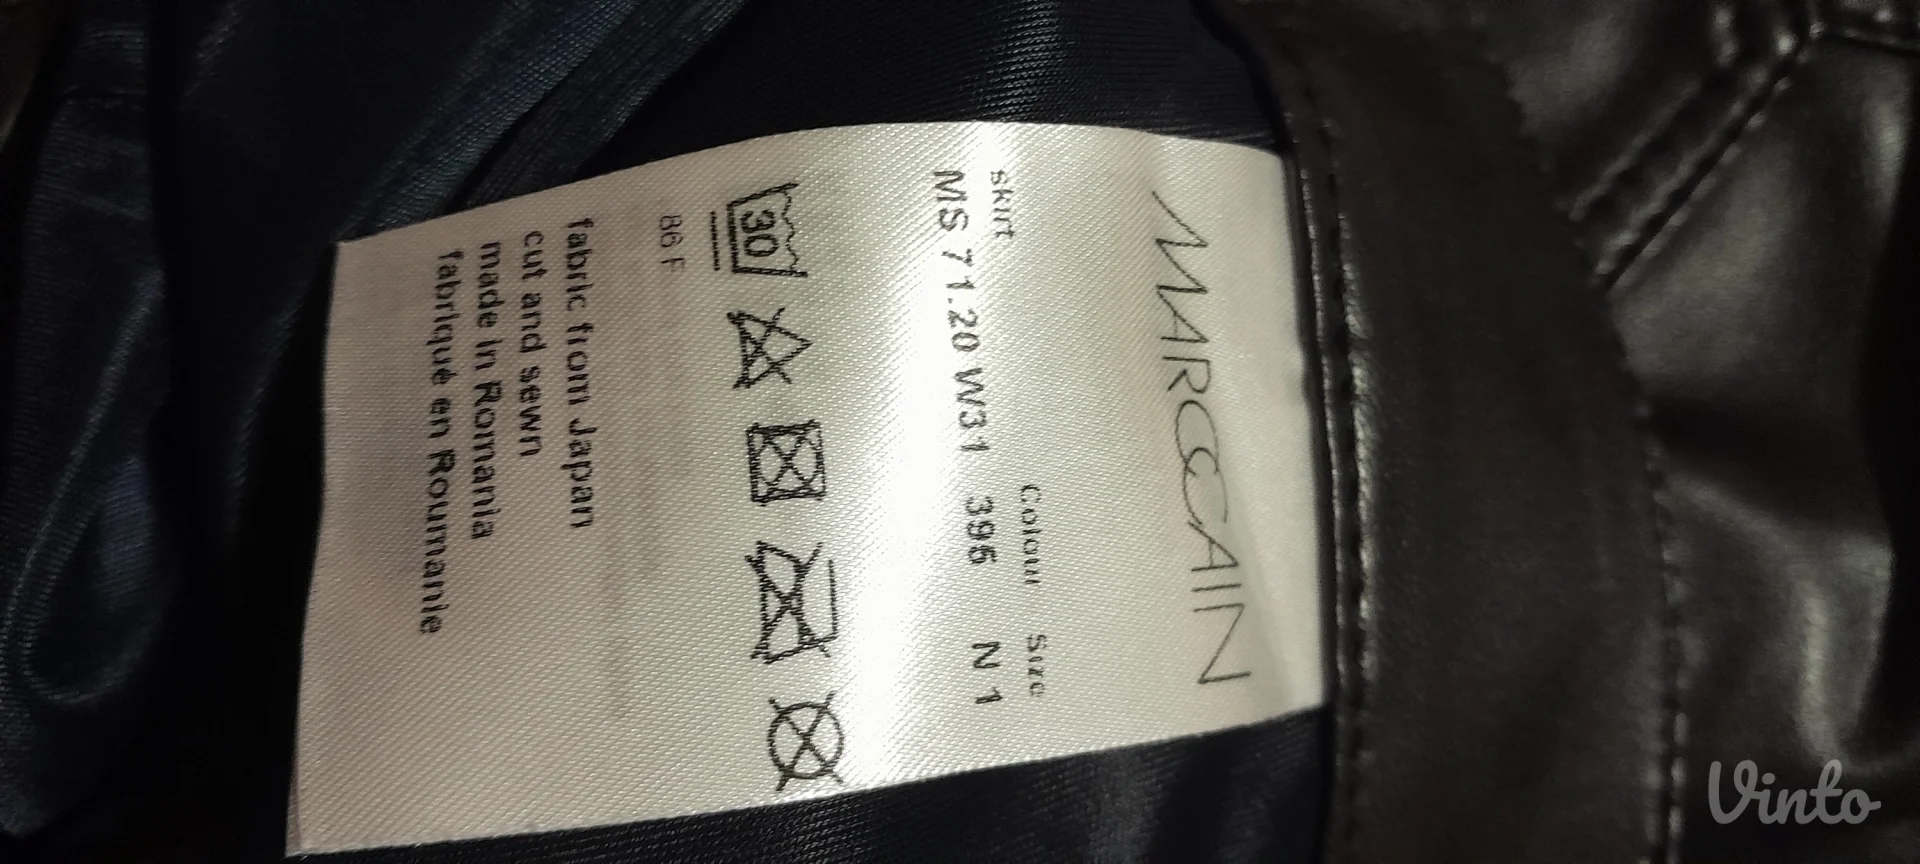 MARCCAIN
Colour Size
skirt
MS 71.20 W31 395 N 1
30
86 F
fabric from Japan
cut and sewn
made in Romania
fabriqué en Roumanie
Vinto